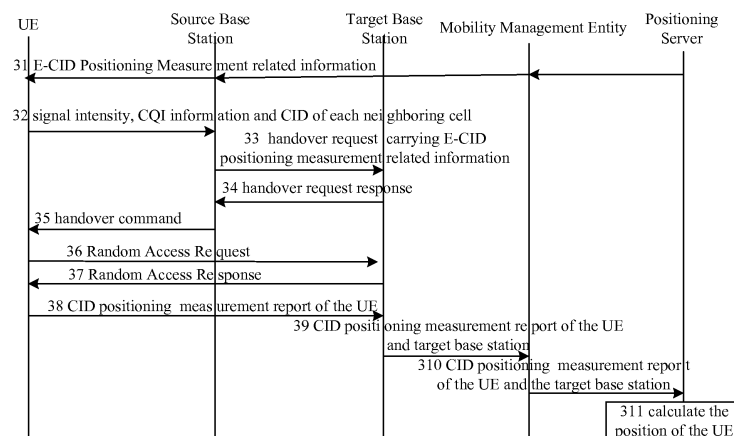 UE
Source Base
Station
Target Base
Station
Mobility Management Entity
Positioning
Server
31 E-CID Positioning Measurement related information
32 signal intensity, CQI information and CID of each neighboring cell
33 handover request carrying E-CID
positioning measurement related information
34 handover request response
35 handover command
36 Random Access Request
37 Random Access Response
38 CID positioning measurement report of the UE
39 CID positioning measurement report of the UE
and target base station
310 CID positioning measurement report
of the UE and the target base station
311 calculate the
position of the UE